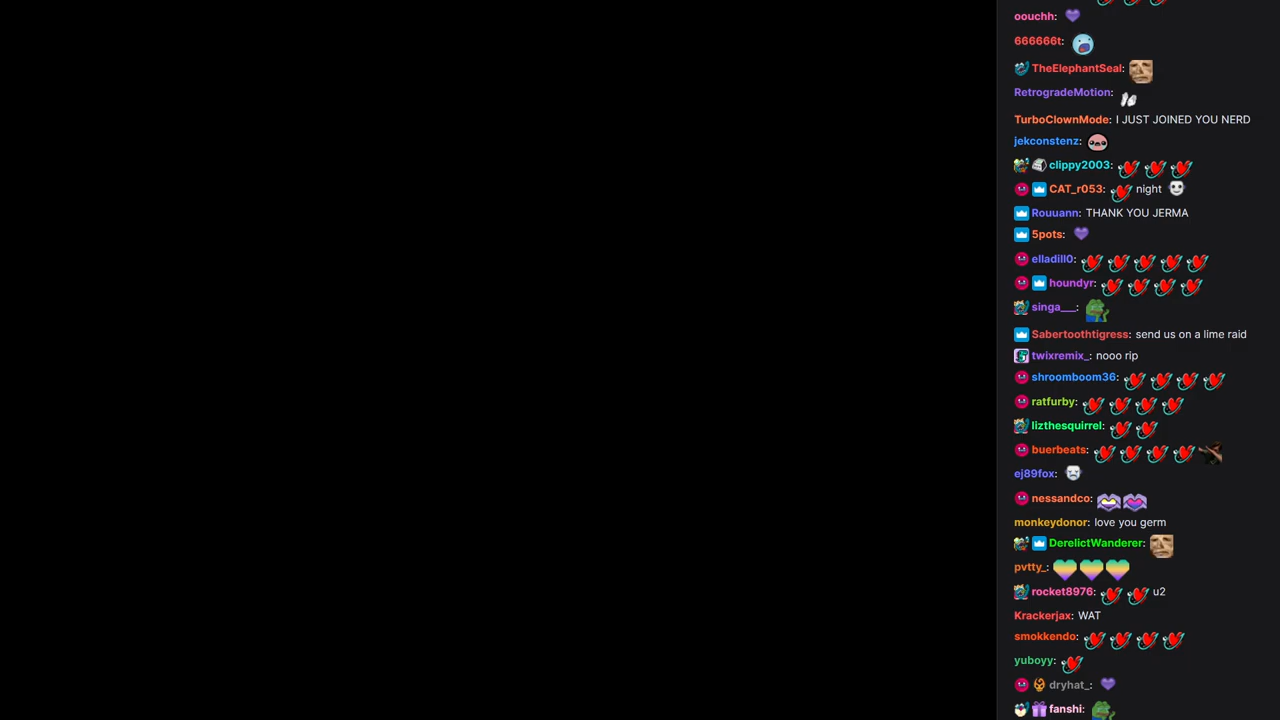 oouchh:
666666t:
TheElephantSeal:
RetrogradeMotion:
TurboClownMode: I JUST JOINED YOU NERD
jekconstenz:
clippy2003:
CAT_r053: night
Rouuann: THANK YOU JERMA
5pots:
elladill0:
houndyr:
singa___:
Sabertoothtigress: send us on a lime raid
twixremix_: nooo rip
shroomboom36:
ratfurby:
lizthesquirrel:
buerbeats:
ej89fox:
nessandco:
monkeydonor: love you germ
DerelictWanderer:
pvtty_:
rocket8976: u2
Krackerjax: WAT
smokkendo:
yuboyy:
dryhat_:
fanshi: